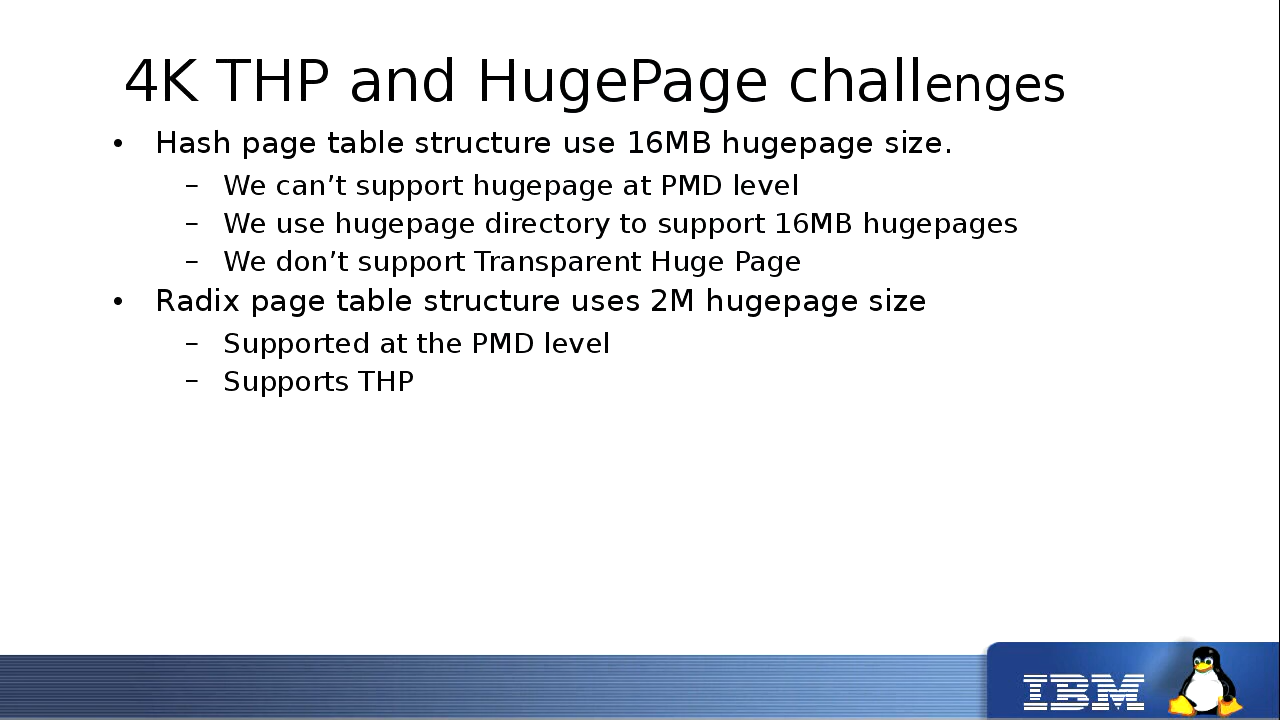 4K THP and HugePage challenges
• Hash page table structure use 16MB hugepage size.
– We can’t support hugepage at PMD level
– We use hugepage directory to support 16MB hugepages
– We don’t support Transparent Huge Page
• Radix page table structure uses 2M hugepage size
– Supported at the PMD level
– Supports THP
IBM